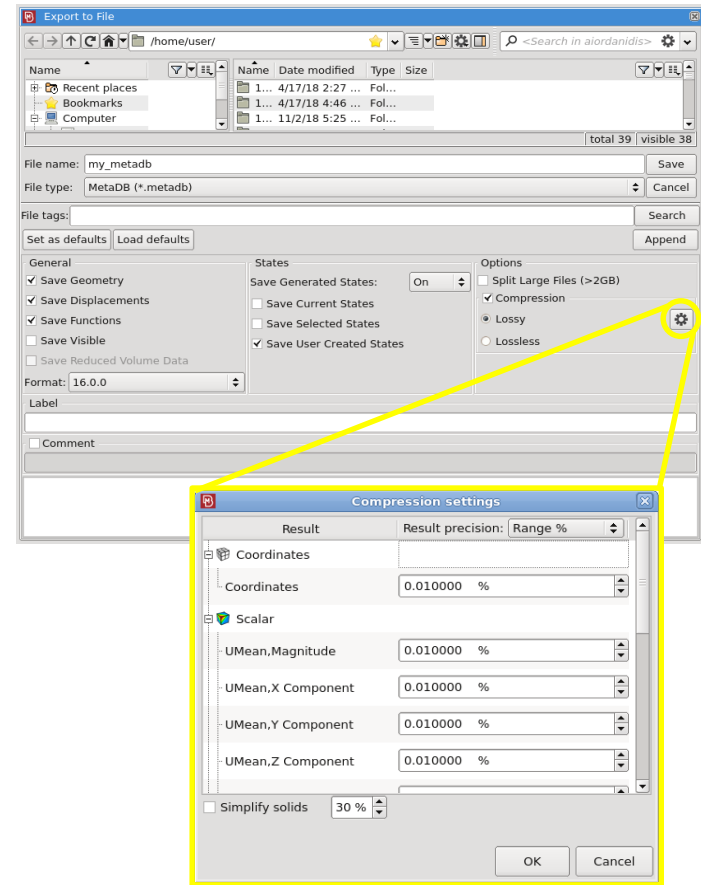 Export to File
/home/user/
<Search in aiordanidis>
Name
Name Date modified Type Size
Recent places
Bookmarks
Computer
1... 4/17/18 2:27 ... Fol...
1... 4/17/18 4:46 ... Fol...
1... 11/2/18 5:25 ... Fol...
total 39 visible 38
File name: my_metadb Save
File type: MetaDB (*.metadb) Cancel
File tags: Search
Set as defaults Load defaults Append
General
Save Geometry
Save Displacements
Save Functions
Save Visible
Save Reduced Volume Data
Format: 16.0.0
States
Save Generated States: On
Save Current States
Save Selected States
Save User Created States
Options
Split Large Files (>2GB)
Compression
Lossy
Lossless
Label
Comment
Compression settings
Result Result precision: Range %
Coordinates
Coordinates 0.010000 %
Scalar
UMean,Magnitude 0.010000 %
UMean,X Component 0.010000 %
UMean,Y Component 0.010000 %
UMean,Z Component 0.010000 %
Simplify solids 30 %
OK Cancel